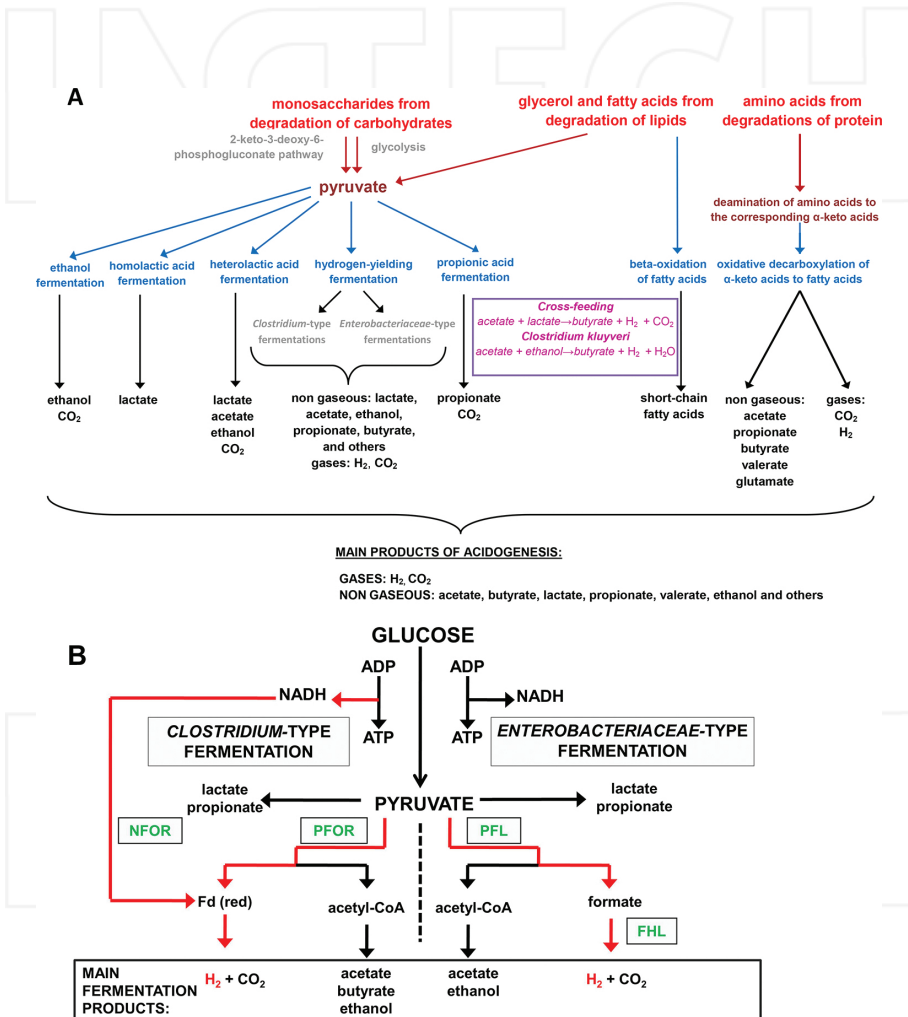 INTECH
A
monosaccharides from
degradation of carbohydrates
glycerol and fatty acids from
degradation of lipids
amino acids from
degradations of protein
2-keto-3-deoxy-6-
phosphogluconate pathway
glycolysis
pyruvate
deamination of amino acids to
the corresponding α-keto acids
ethanol
fermentation
homolactic acid
fermentation
heterolactic acid
fermentation
hydrogen-yielding
fermentation
propionic acid
fermentation
beta-oxidation
of fatty acids
oxidative decarboxylation of
α-keto acids to fatty acids
Clostridium-type
fermentations
Enterobacteriaceae-type
fermentations
Cross-feeding
acetate + lactate→butyrate + H₂ + CO₂
Clostridium kluyveri
acetate + ethanol→butyrate + H₂ + H₂O
ethanol
CO₂
lactate
lactate
acetate
ethanol
CO₂
non gaseous: lactate,
acetate, ethanol,
propionate, butyrate,
and others
gases: H₂, CO₂
propionate
CO₂
short-chain
fatty acids
non gaseous:
acetate
propionate
butyrate
valerate
glutamate
gases:
CO₂
H₂
MAIN PRODUCTS OF ACIDOGENESIS:
GASES: H₂, CO₂
NON GASEOUS: acetate, butyrate, lactate, propionate, valerate, ethanol and others
B
GLUCOSE
ADP
ADP
NADH
NADH
ATP
ATP
CLOSTRIDIUM-TYPE
FERMENTATION
ENTEROBACTERIACEAE-TYPE
FERMENTATION
lactate
propionate
PYRUVATE
lactate
propionate
NFOR
PFOR
PFL
Fd (red)
acetyl-CoA
acetyl-CoA
formate
FHL
MAIN
FERMENTATION
PRODUCTS:
H₂ + CO₂
acetate
butyrate
ethanol
acetate
ethanol
H₂ + CO₂